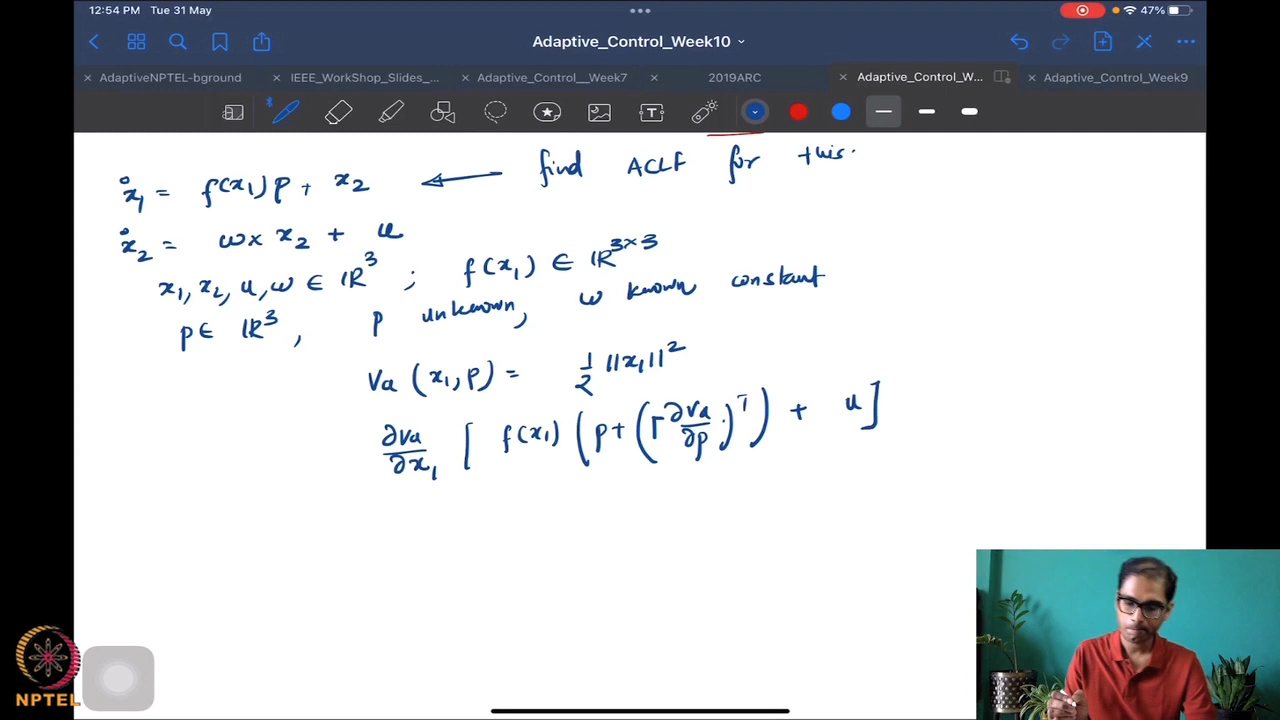 12:54 PM Tue 31 May
47%
Adaptive_Control_Week10
AdaptiveNPTEL-bground
IEEE_WorkShop_Slides_...
Adaptive_Control__Week7
2019ARC
Adaptive_Control_W...
Adaptive_Control_Week9
ẋ₁ = f(x₁)p + x₂ ← find ACLF for this.
ẋ₂ = ω× x₂ + u
x₁, x₂, u, ω ∈ ℝ³ ; f(x₁) ∈ ℝ³ˣ³
p ∈ ℝ³, p unknown, ω known constant
Va (x₁, p) = 1/2 ||x₁||²
∂Va/∂x₁ [ f(x₁) ( p + ( Γ ∂Va/∂p )ᵀ ) + u ]
NPTEL